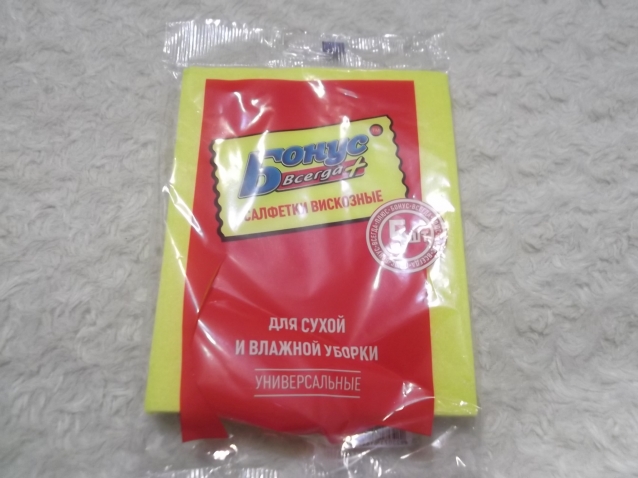 Бонус
Всегда+
САЛФЕТКИ ВИСКОЗНЫЕ
ДЛЯ СУХОЙ
И ВЛАЖНОЙ УБОРКИ
УНИВЕРСАЛЬНЫЕ